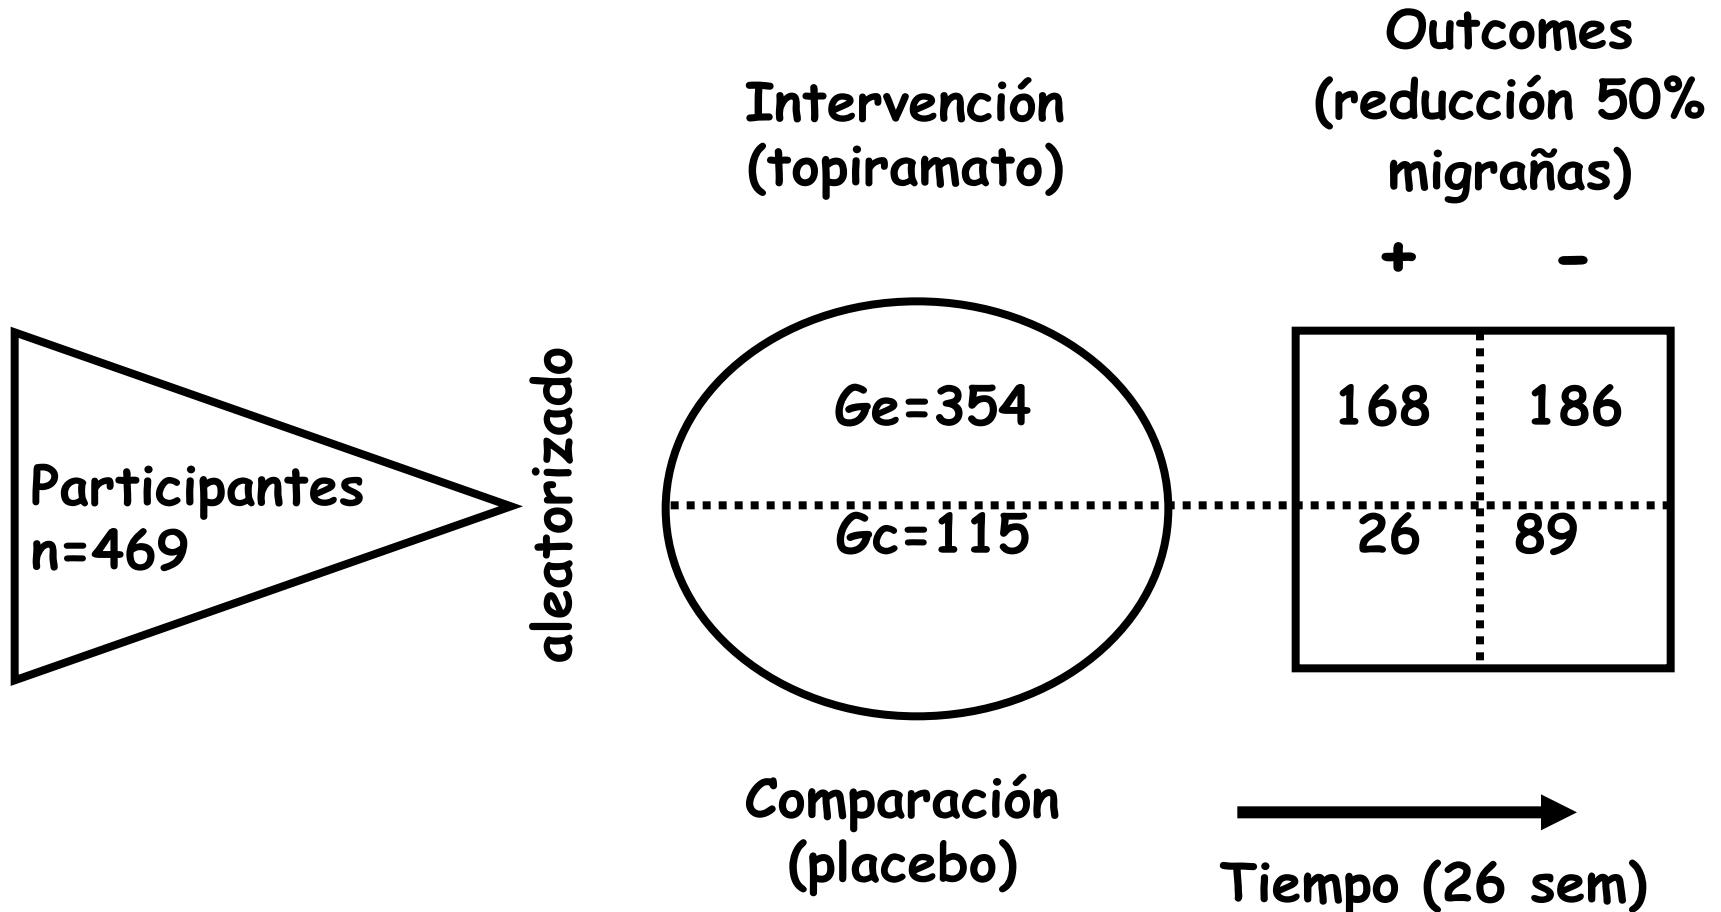 Outcomes
(reducción 50%
migrañas)
+ -
Intervención
(topiramato)
Participantes
n=469
aleatorizado
Ge=354
168 186
Gc=115
26 89
Comparación
(placebo)
Tiempo (26 sem)